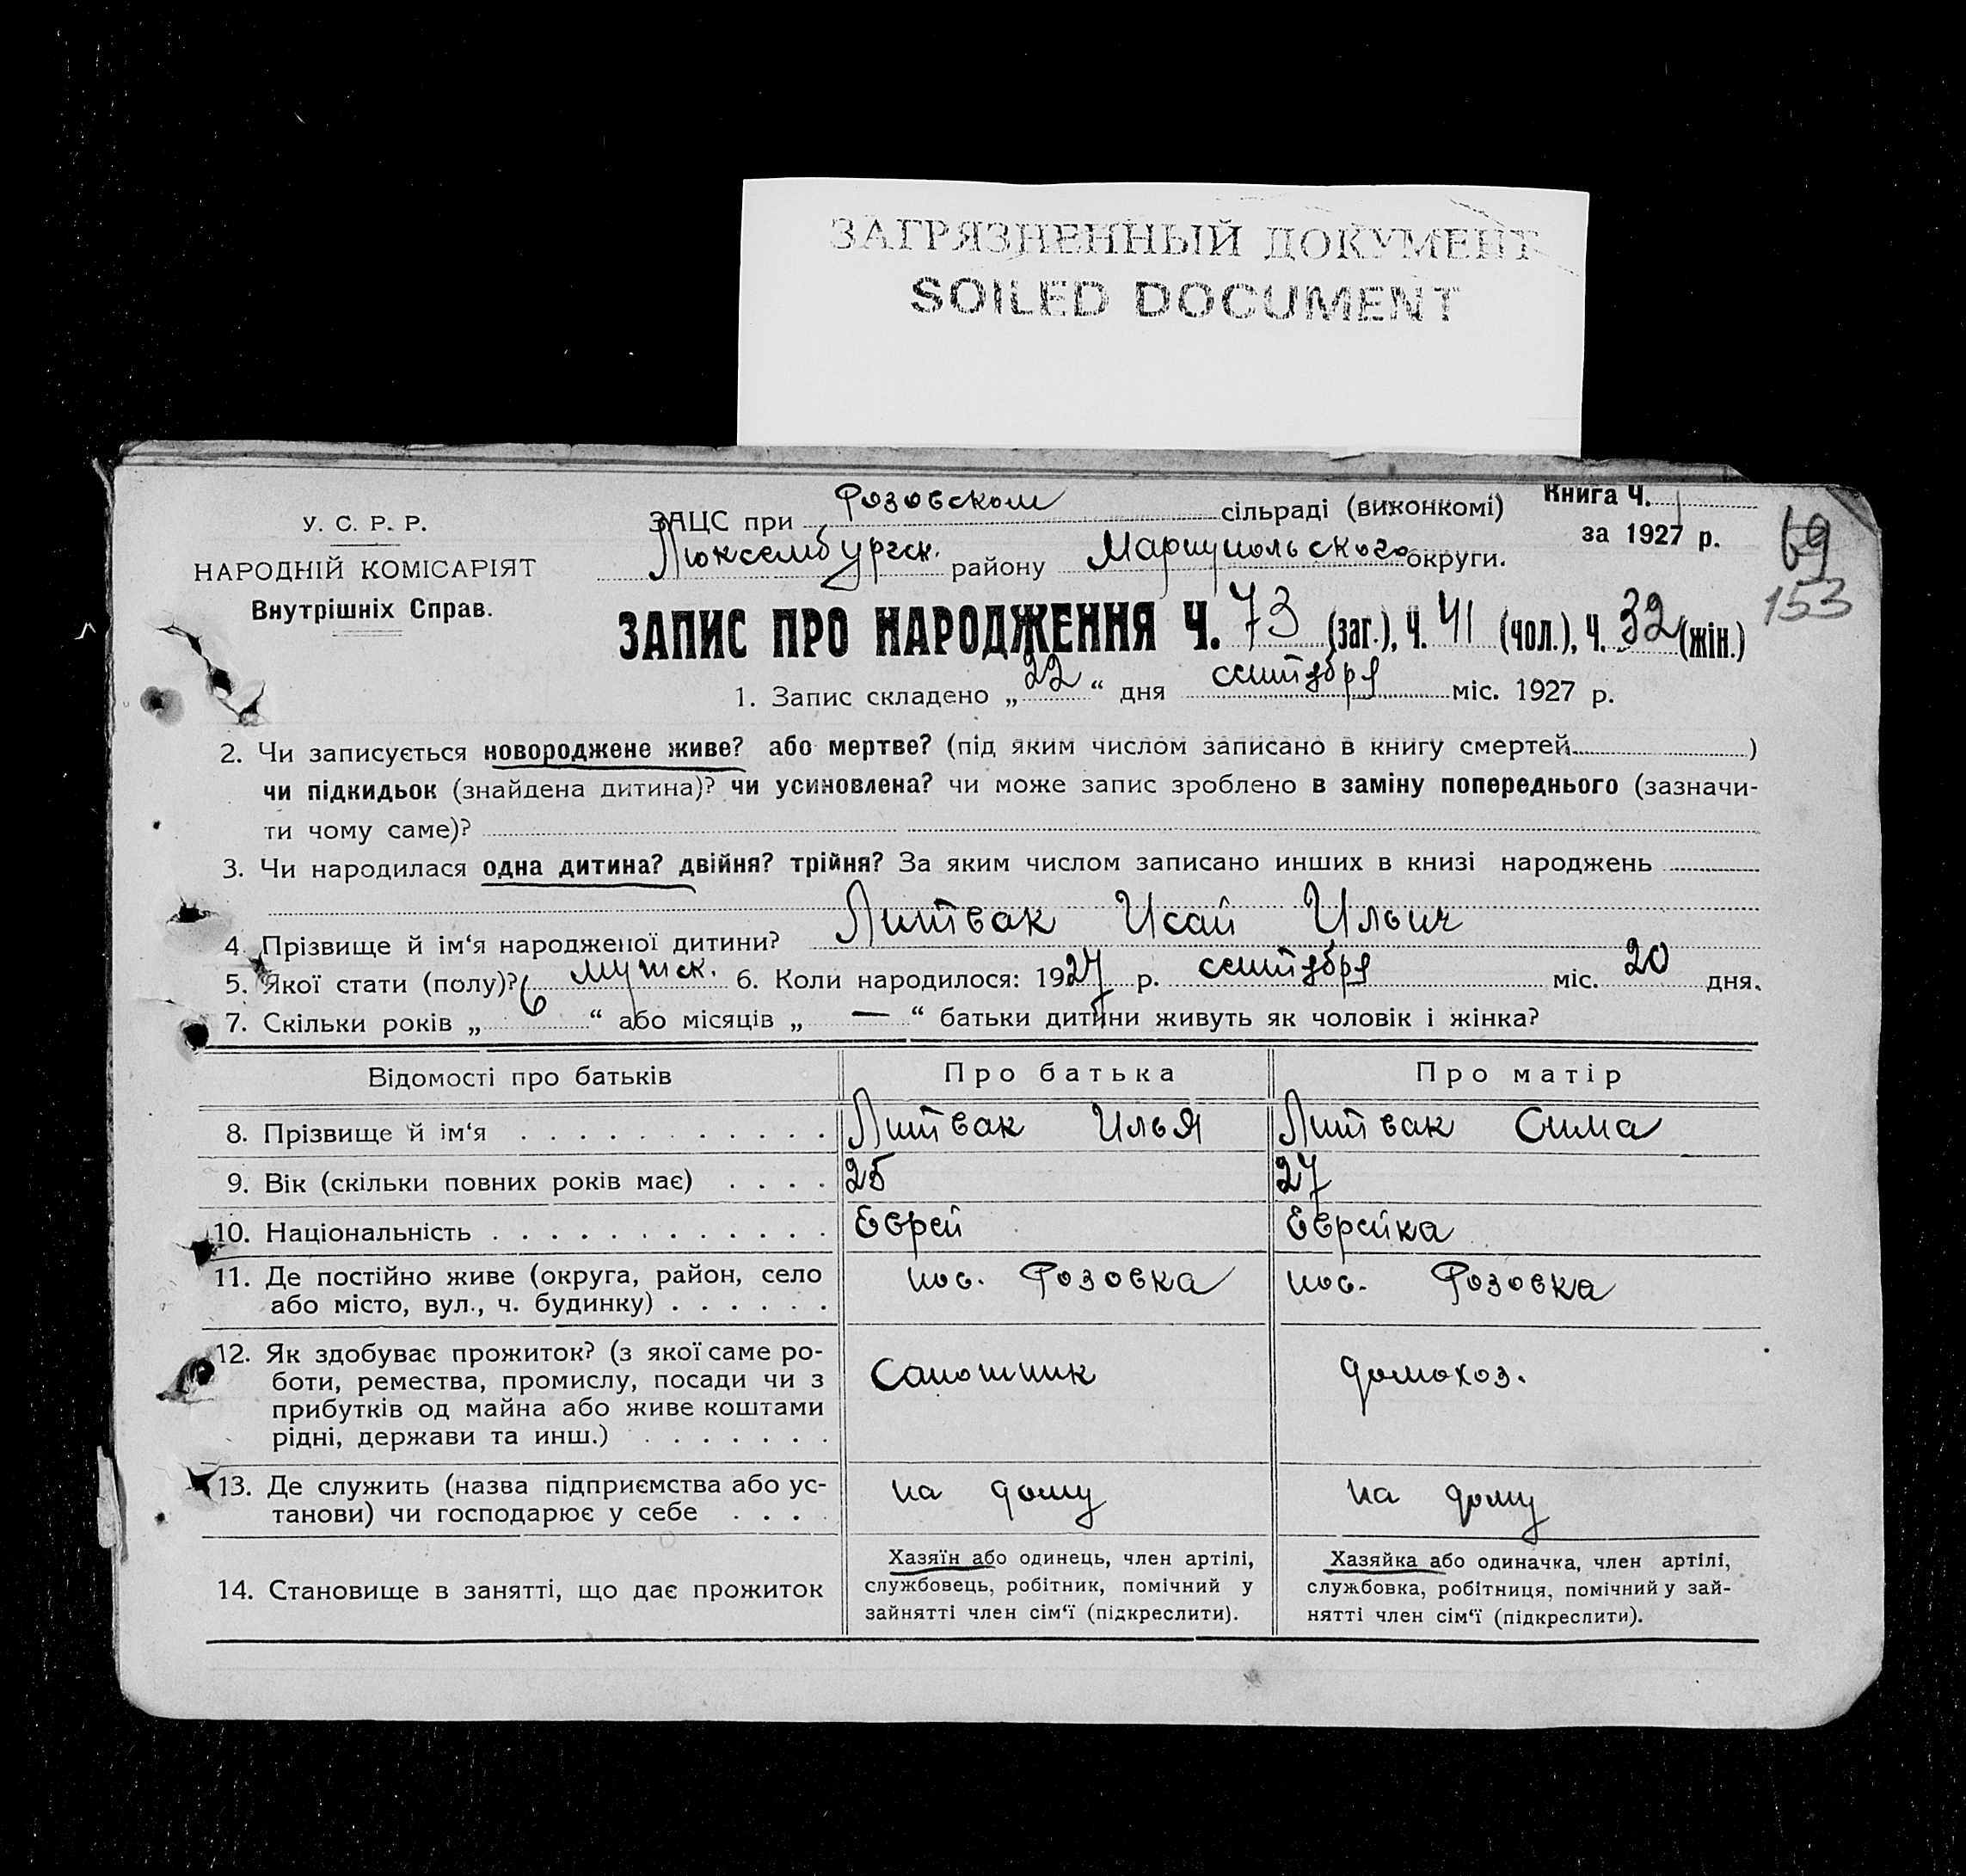 ЗАГРЯЗНЕННЫЙ ДОКУМЕНТ
SOILED DOCUMENT
У. С. Р. Р.
НАРОДНІЙ КОМІСАРІЯТ
Внутрішніх Справ.
ЗАЦС при Розовском сільраді (виконкомі)
Люксембургск. району Мариупольского округи.
Книга Ч. 1
за 1927 р.
69
153
ЗАПИС ПРО НАРОДЖЕННЯ Ч. 73 (заг.), Ч. 41 (чол.), Ч. 32 (жін.)
1. Запис складено „22“ дня сентября міс. 1927 р.
2. Чи записується новороджене живе? або мертве? (під яким числом записано в книгу смертей )
чи підкидьок (знайдена дитина)? чи усиновлена? чи може запис зроблено в заміну попереднього (зазначи-
ти чому саме)?
3. Чи народилася одна дитина? двійня? трійня? За яким числом записано инших в книзі народжень
4. Прізвище й ім‘я народженої дитини? Литвак Исай Ильич
5. Якої стати (полу)? мужск. 6. Коли народилося: 1927 р. сентября міс. 20 дня.
7. Скільки років „6“ або місяців „—“ батьки дитини живуть як чоловік і жінка?
Відомості про батьків Про батька Про матір
8. Прізвище й ім‘я Литвак Илья Литвак Сима
9. Вік (скільки повних років має) 25 27
10. Національність Еврей Еврейка
11. Де постійно живе (округа, район, село
або місто, вул., ч. будинку) пос. Розовка пос. Розовка
12. Як здобуває прожиток? (з якої саме ро-
боти, ремества, промислу, посади чи з
прибутків од майна або живе коштами
рідні, держави та инш.) Сапожник домохоз.
13. Де служить (назва підприємства або ус-
танови) чи господарює у себе на дому на дому
14. Становище в занятті, що дає прожиток
Хазяїн або одинець, член артілі,
службовець, робітник, помічний у
зайнятті член сім‘ї (підкреслити).
Хазяйка або одиначка, член артілі,
службовка, робітниця, помічний у зай-
нятті член сім‘ї (підкреслити).